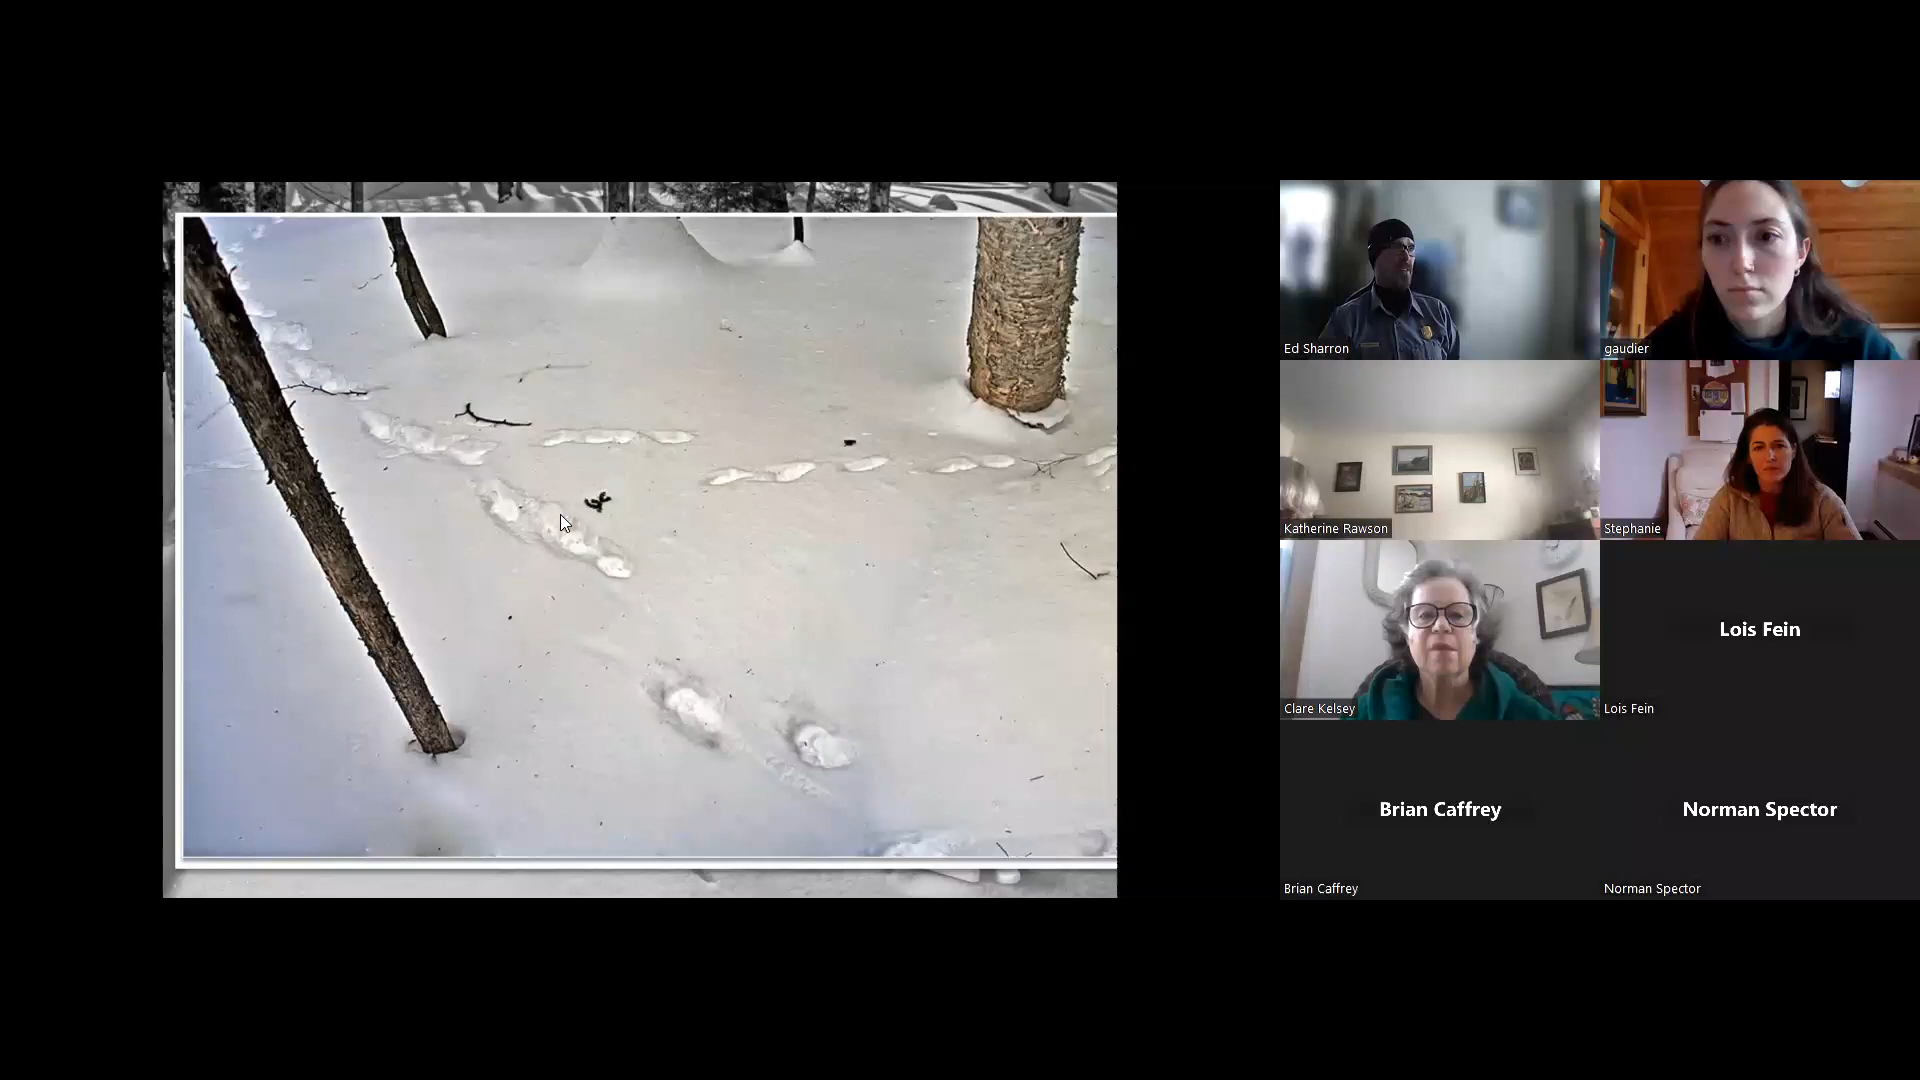 Ed Sharron
gaudier
Katherine Rawson
Stephanie
Clare Kelsey
Lois Fein
Lois Fein
Brian Caffrey
Norman Spector
Brian Caffrey
Norman Spector